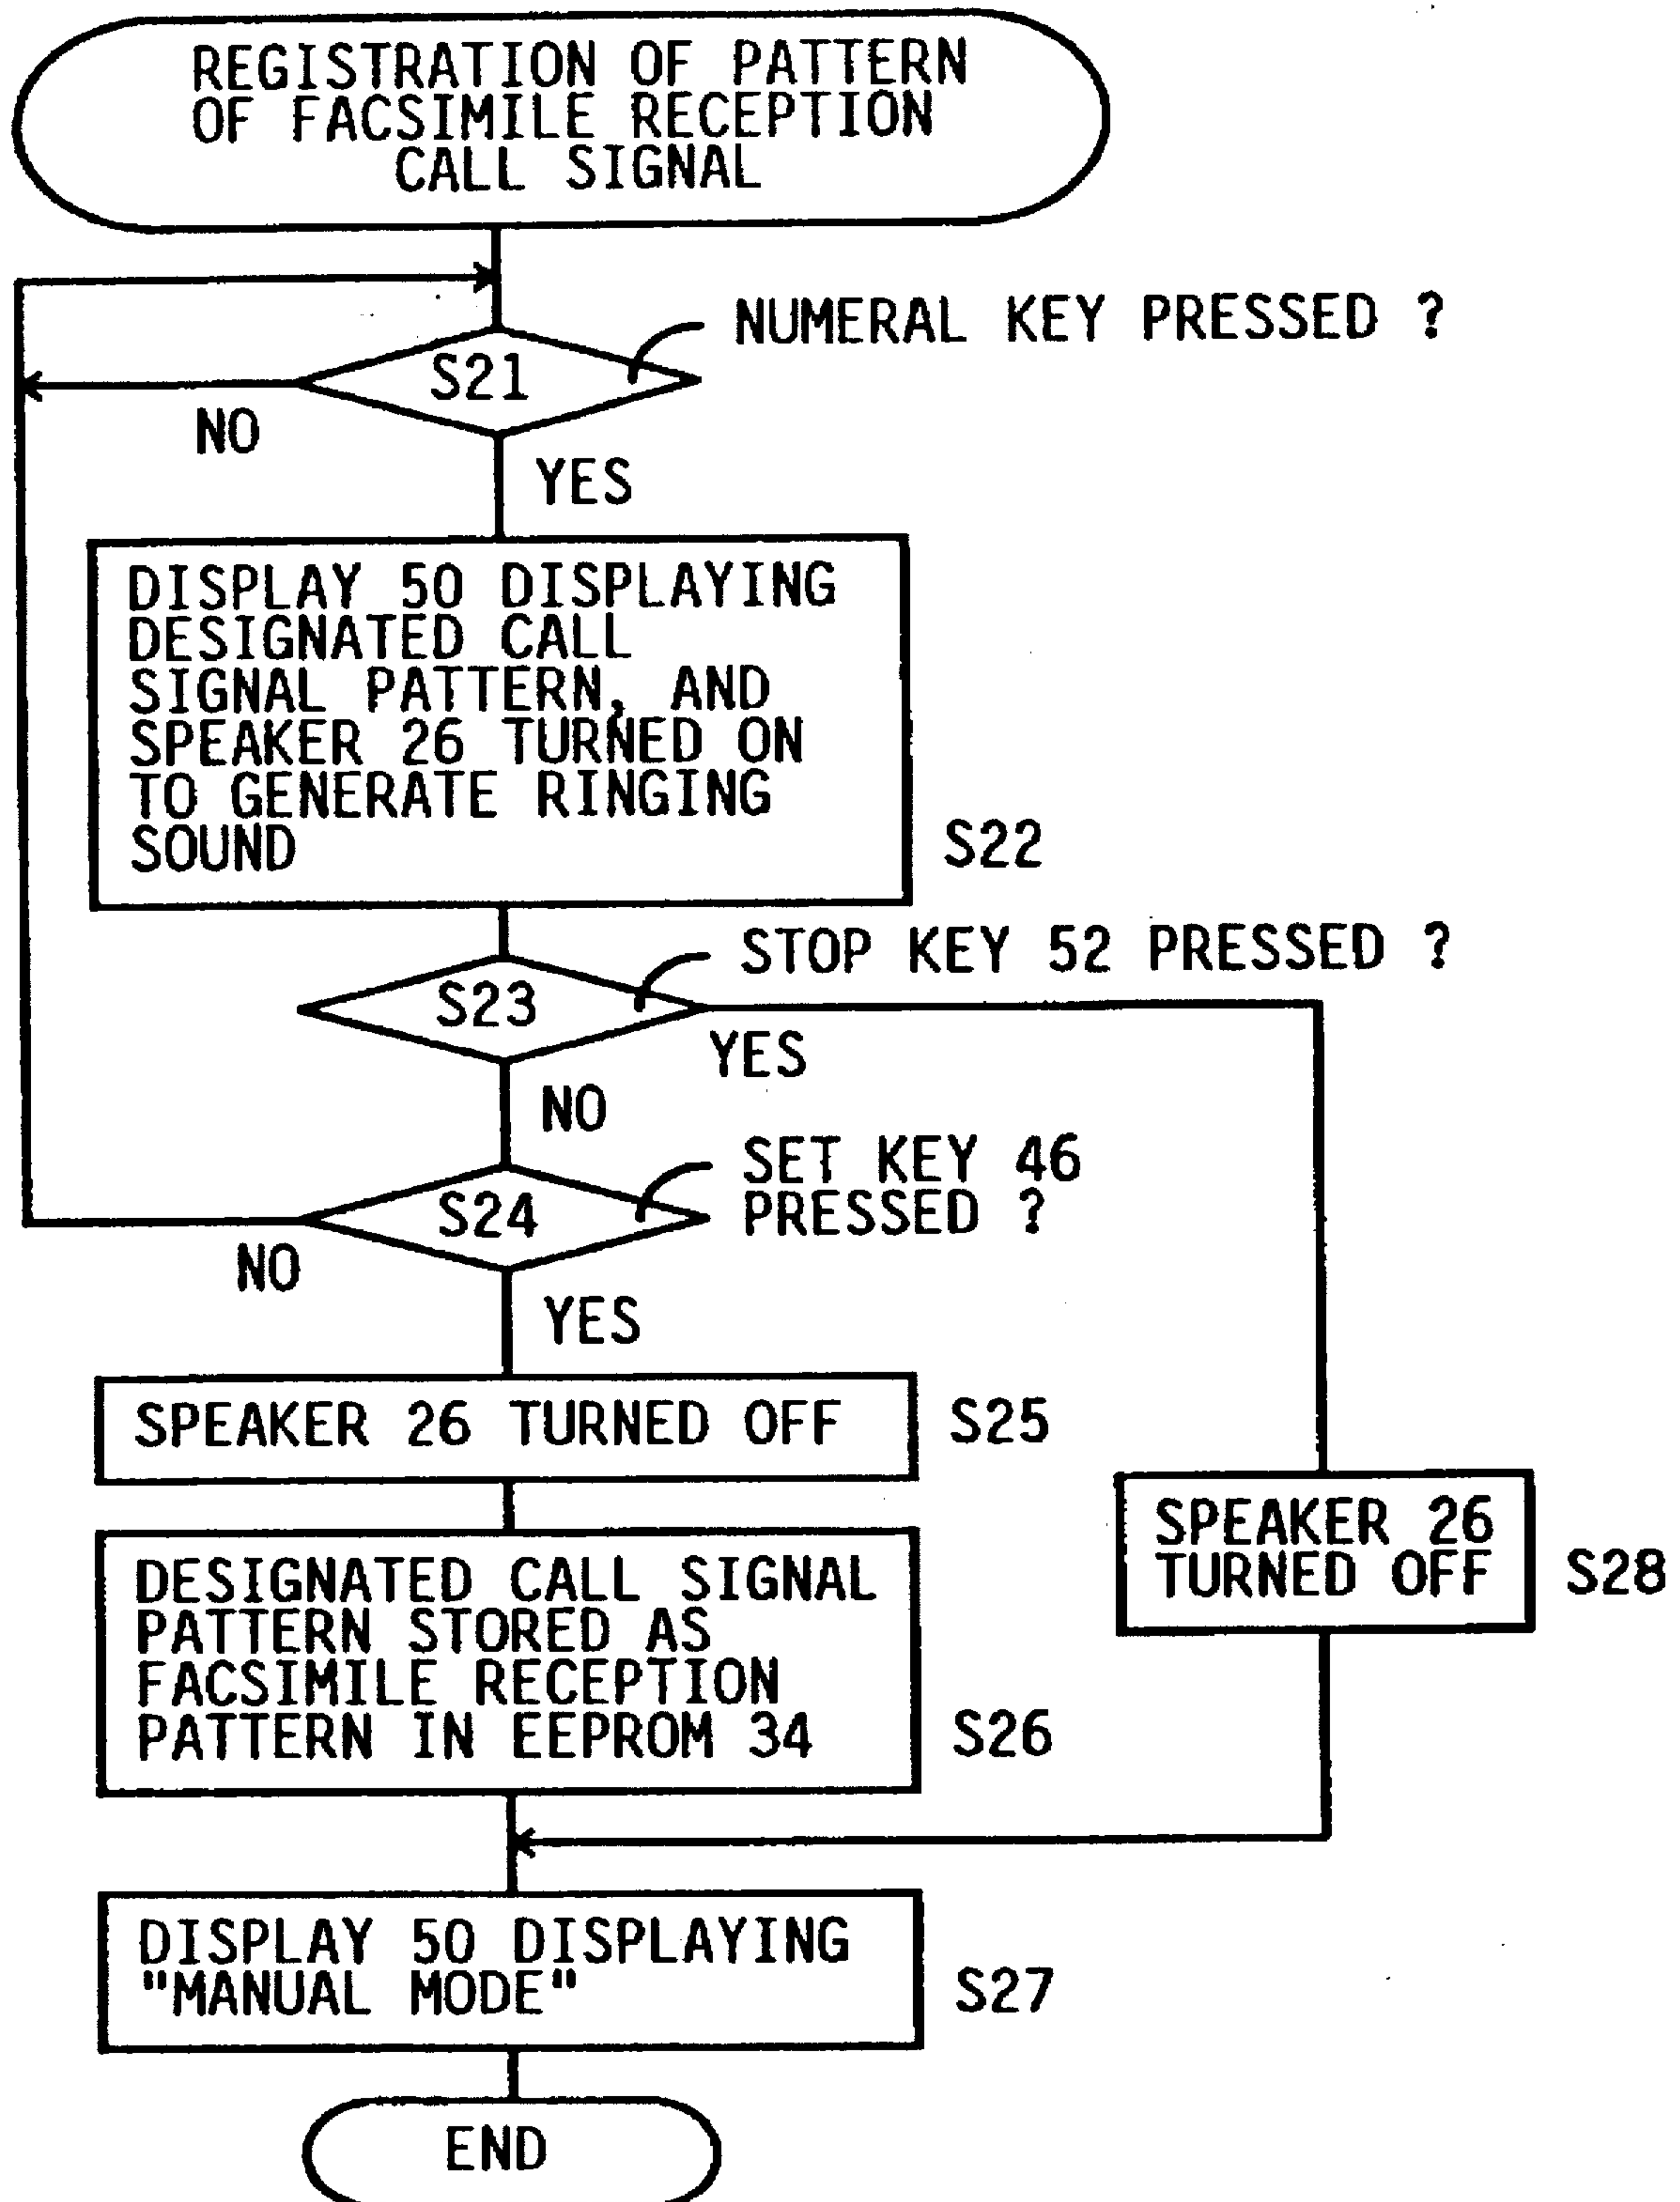 REGISTRATION OF PATTERN
OF FACSIMILE RECEPTION
CALL SIGNAL
NUMERAL KEY PRESSED ?
S21
NO
YES
DISPLAY 50 DISPLAYING
DESIGNATED CALL
SIGNAL PATTERN, AND
SPEAKER 26 TURNED ON
TO GENERATE RINGING
SOUND
S22
STOP KEY 52 PRESSED ?
S23
YES
NO
SET KEY 46
PRESSED ?
S24
NO
YES
SPEAKER 26 TURNED OFF
S25
SPEAKER 26
TURNED OFF
S28
DESIGNATED CALL SIGNAL
PATTERN STORED AS
FACSIMILE RECEPTION
PATTERN IN EEPROM 34
S26
DISPLAY 50 DISPLAYING
"MANUAL MODE"
S27
END